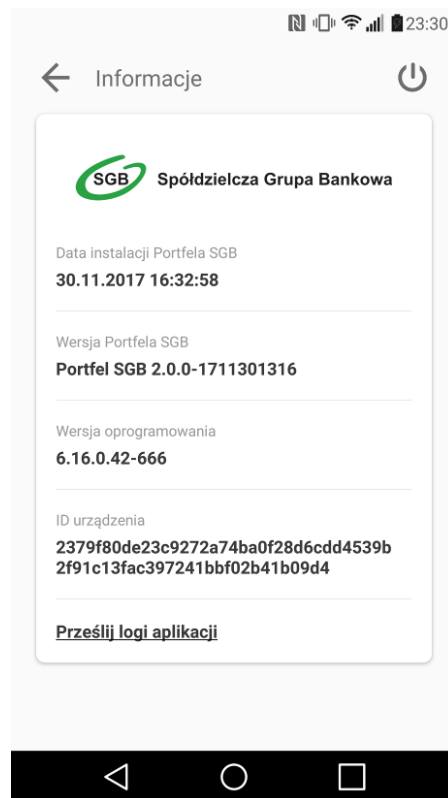 23:30
Informacje
SGB Spółdzielcza Grupa Bankowa
Data instalacji Portfela SGB
30.11.2017 16:32:58
Wersja Portfela SGB
Portfel SGB 2.0.0-1711301316
Wersja oprogramowania
6.16.0.42-666
ID urządzenia
2379f80de23c9272a74ba0f28d6cdd4539b
2f91c13fac397241bbf02b41b09d4
Prześlij logi aplikacji